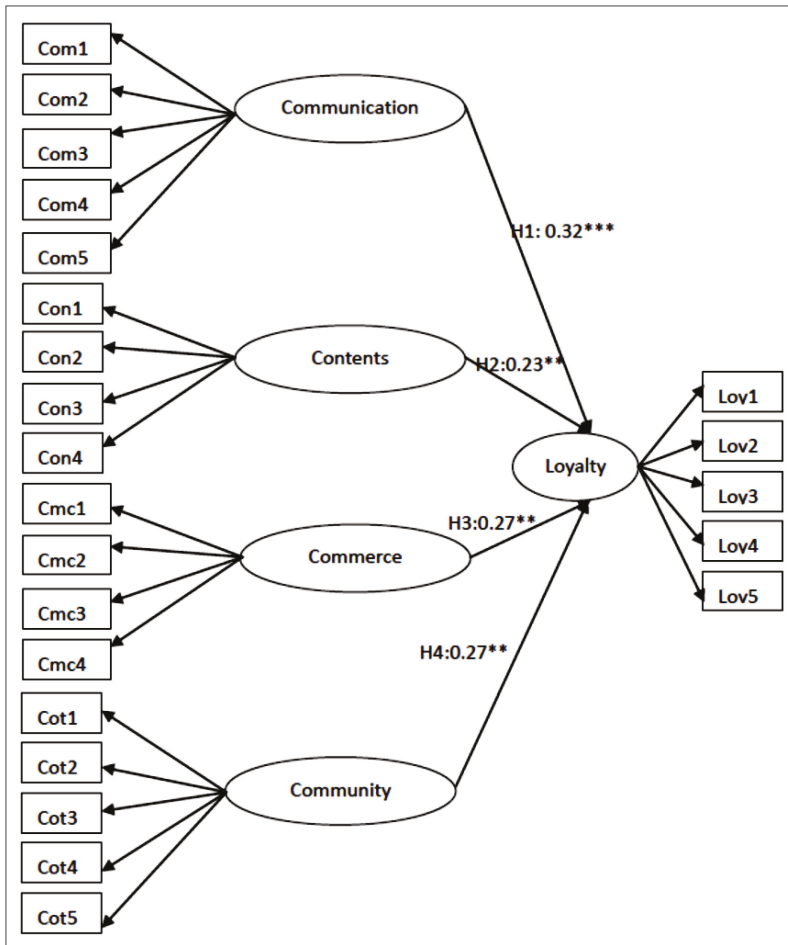 Com1
Com2
Com3
Com4
Com5
Communication
H1: 0.32***
Con1
Con2
Con3
Con4
Contents
H2:0.23**
Cmc1
Cmc2
Cmc3
Cmc4
Commerce
H3:0.27**
Cot1
Cot2
Cot3
Cot4
Cot5
Community
H4:0.27**
Loyalty
Lov1
Lov2
Lov3
Lov4
Lov5